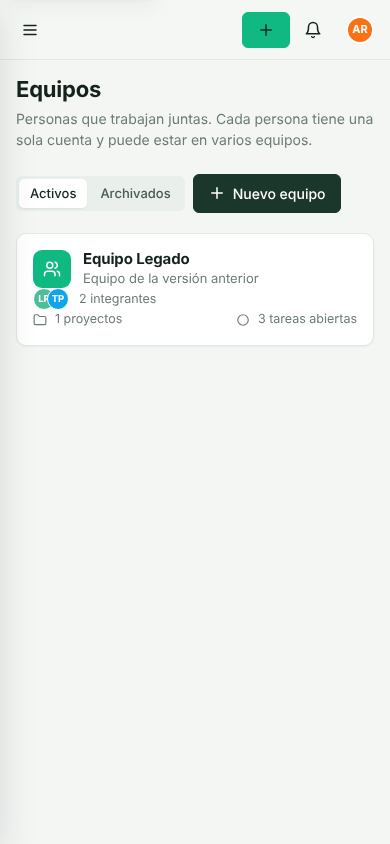 AR
Equipos
Personas que trabajan juntas. Cada persona tiene una
sola cuenta y puede estar en varios equipos.
Activos
Archivados
Nuevo equipo
Equipo Legado
Equipo de la versión anterior
TP
2 integrantes
1 proyectos
3 tareas abiertas